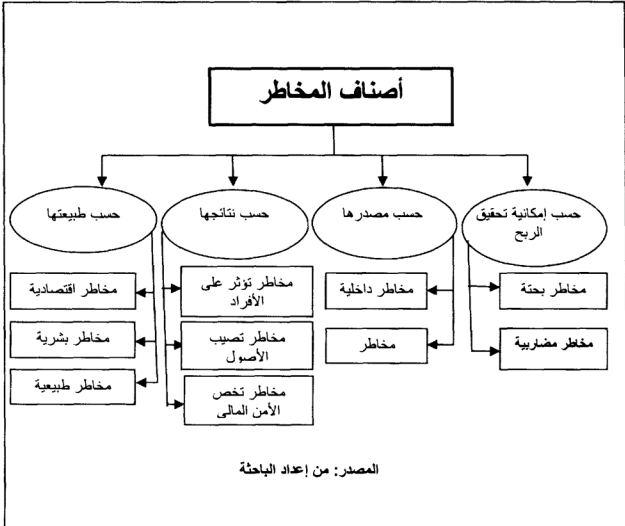 أصناف المخاطر
حسب إمكانية تحقيق
الربح
حسب مصدرها
حسب نتائجها
حسب طبيعتها
مخاطر بحتة
مخاطر مضاربية
مخاطر داخلية
مخاطر
مخاطر تؤثر على
الأفراد
مخاطر تصيب
الأصول
مخاطر تخص
الأمن المالي
مخاطر اقتصادية
مخاطر بشرية
مخاطر طبيعية
المصدر: من إعداد الباحثة